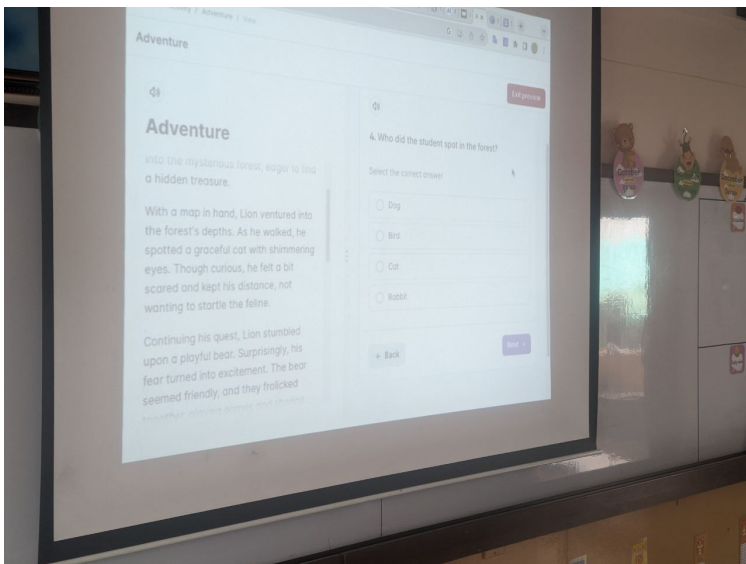 Adventure
Adventure
Exit preview
Adventure
into the mysterious forest, eager to find
a hidden treasure.
With a map in hand, Lion ventured into
the forest's depths. As he walked, he
spotted a graceful cat with shimmering
eyes. Though curious, he felt a bit
scared and kept his distance, not
wanting to startle the feline.
Continuing his quest, Lion stumbled
upon a playful bear. Surprisingly, his
fear turned into excitement. The bear
seemed friendly, and they frolicked
4. Who did the student spot in the forest?
Select the correct answer
Dog
Bird
Cat
Rabbit
Back
Next
October